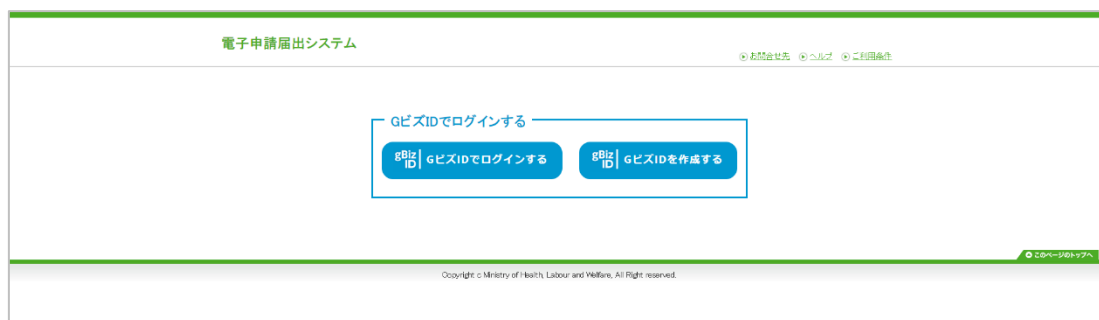 電子申請届出システム
お問合せ先 ヘルプ ご利用条件
GビズIDでログインする
gBiz ID GビズIDでログインする
gBiz ID GビズIDを作成する
このページのトップへ
Copyright c Ministry of Health, Labour and Welfare, All Right reserved.